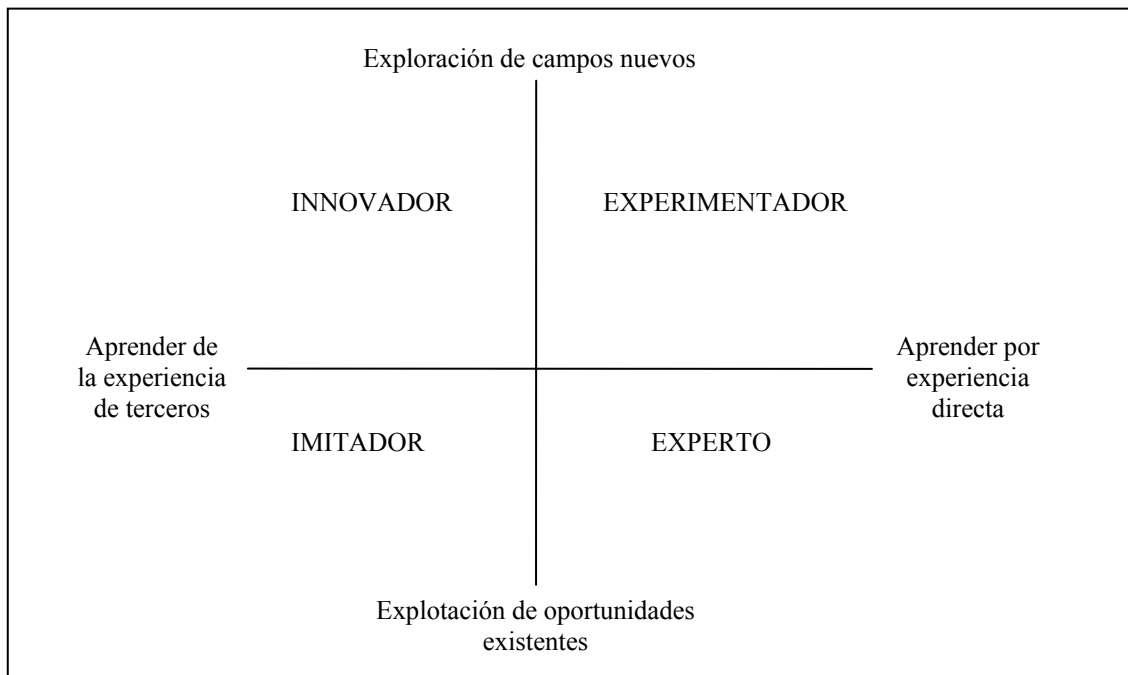 Exploración de campos nuevos
INNOVADOR
EXPERIMENTADOR
Aprender de
la experiencia
de terceros
Aprender por
experiencia
directa
IMITADOR
EXPERTO
Explotación de oportunidades
existentes